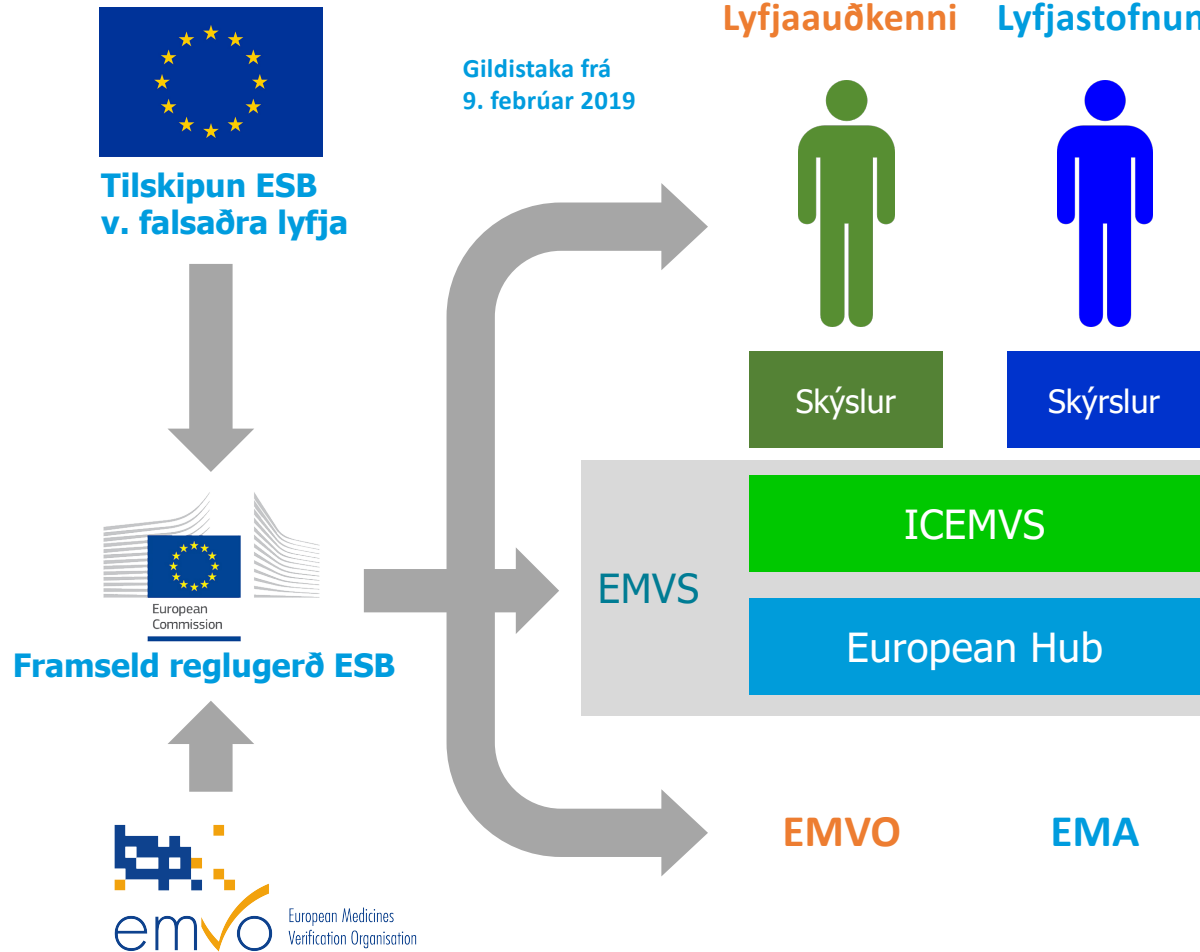 Lyfjaauðkenni
Lyfjastofnun
Gildistaka frá
9. febrúar 2019
Tilskipun ESB
v. falsaðra lyfja
Skýslur
Skýrslur
ICEMVS
EMVS
European Hub
European
Commission
Framseld reglugerð ESB
EMVO
EMA
emvo
European Medicines
Verification Organisation